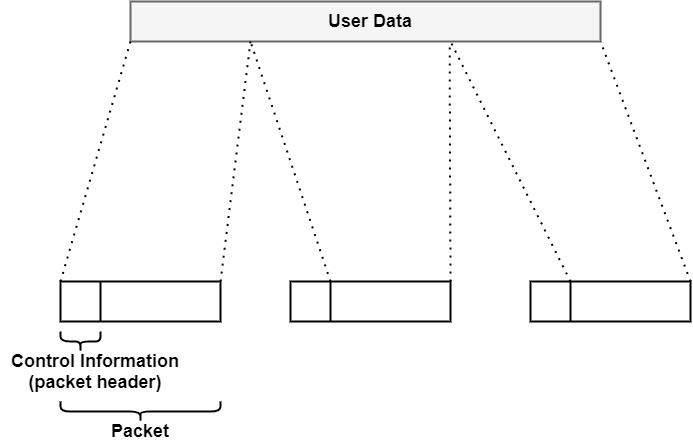 User Data
Control Information
(packet header)
Packet